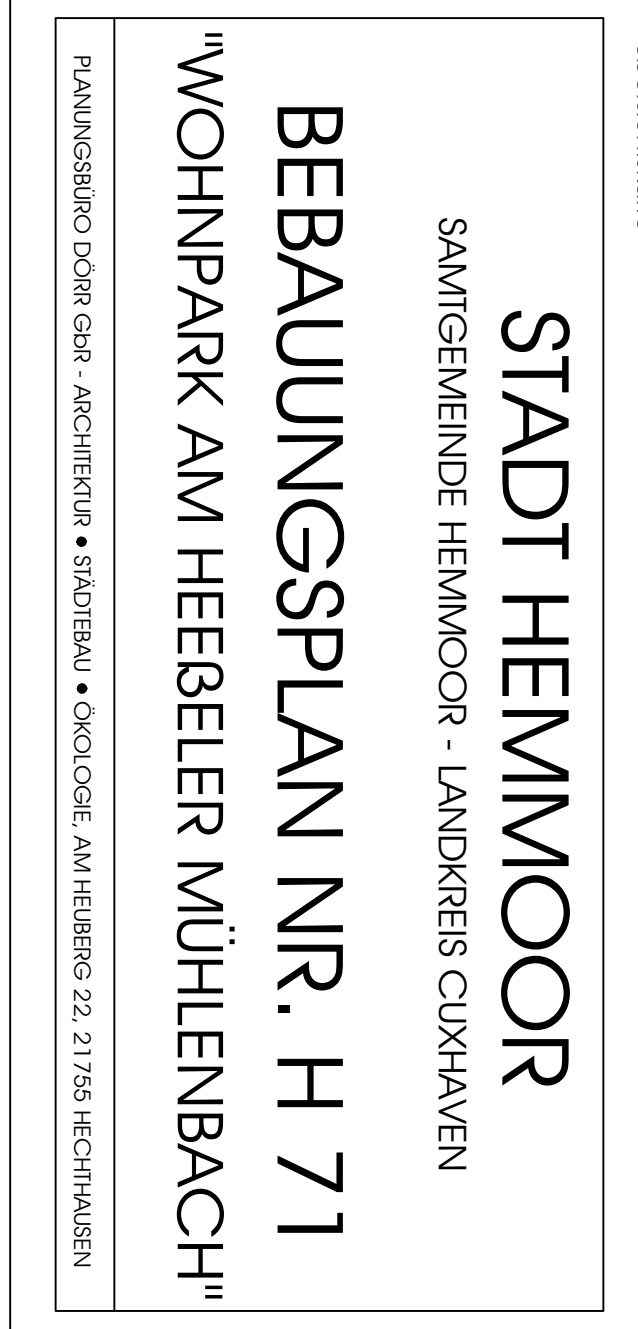 STADT HEMMOOR
SAMTGEMEINDE HEMMOOR - LANDKREIS CUXHAVEN
BEBAUUNGSPLAN NR. H 71
"WOHNPARK AM HEEßELER MÜHLENBACH"
PLANUNGSBÜRO DÖRR GbR - ARCHITEKTUR ● STÄDTEBAU ● ÖKOLOGIE, AM HEUBERG 22, 21755 HECHTHAUSEN